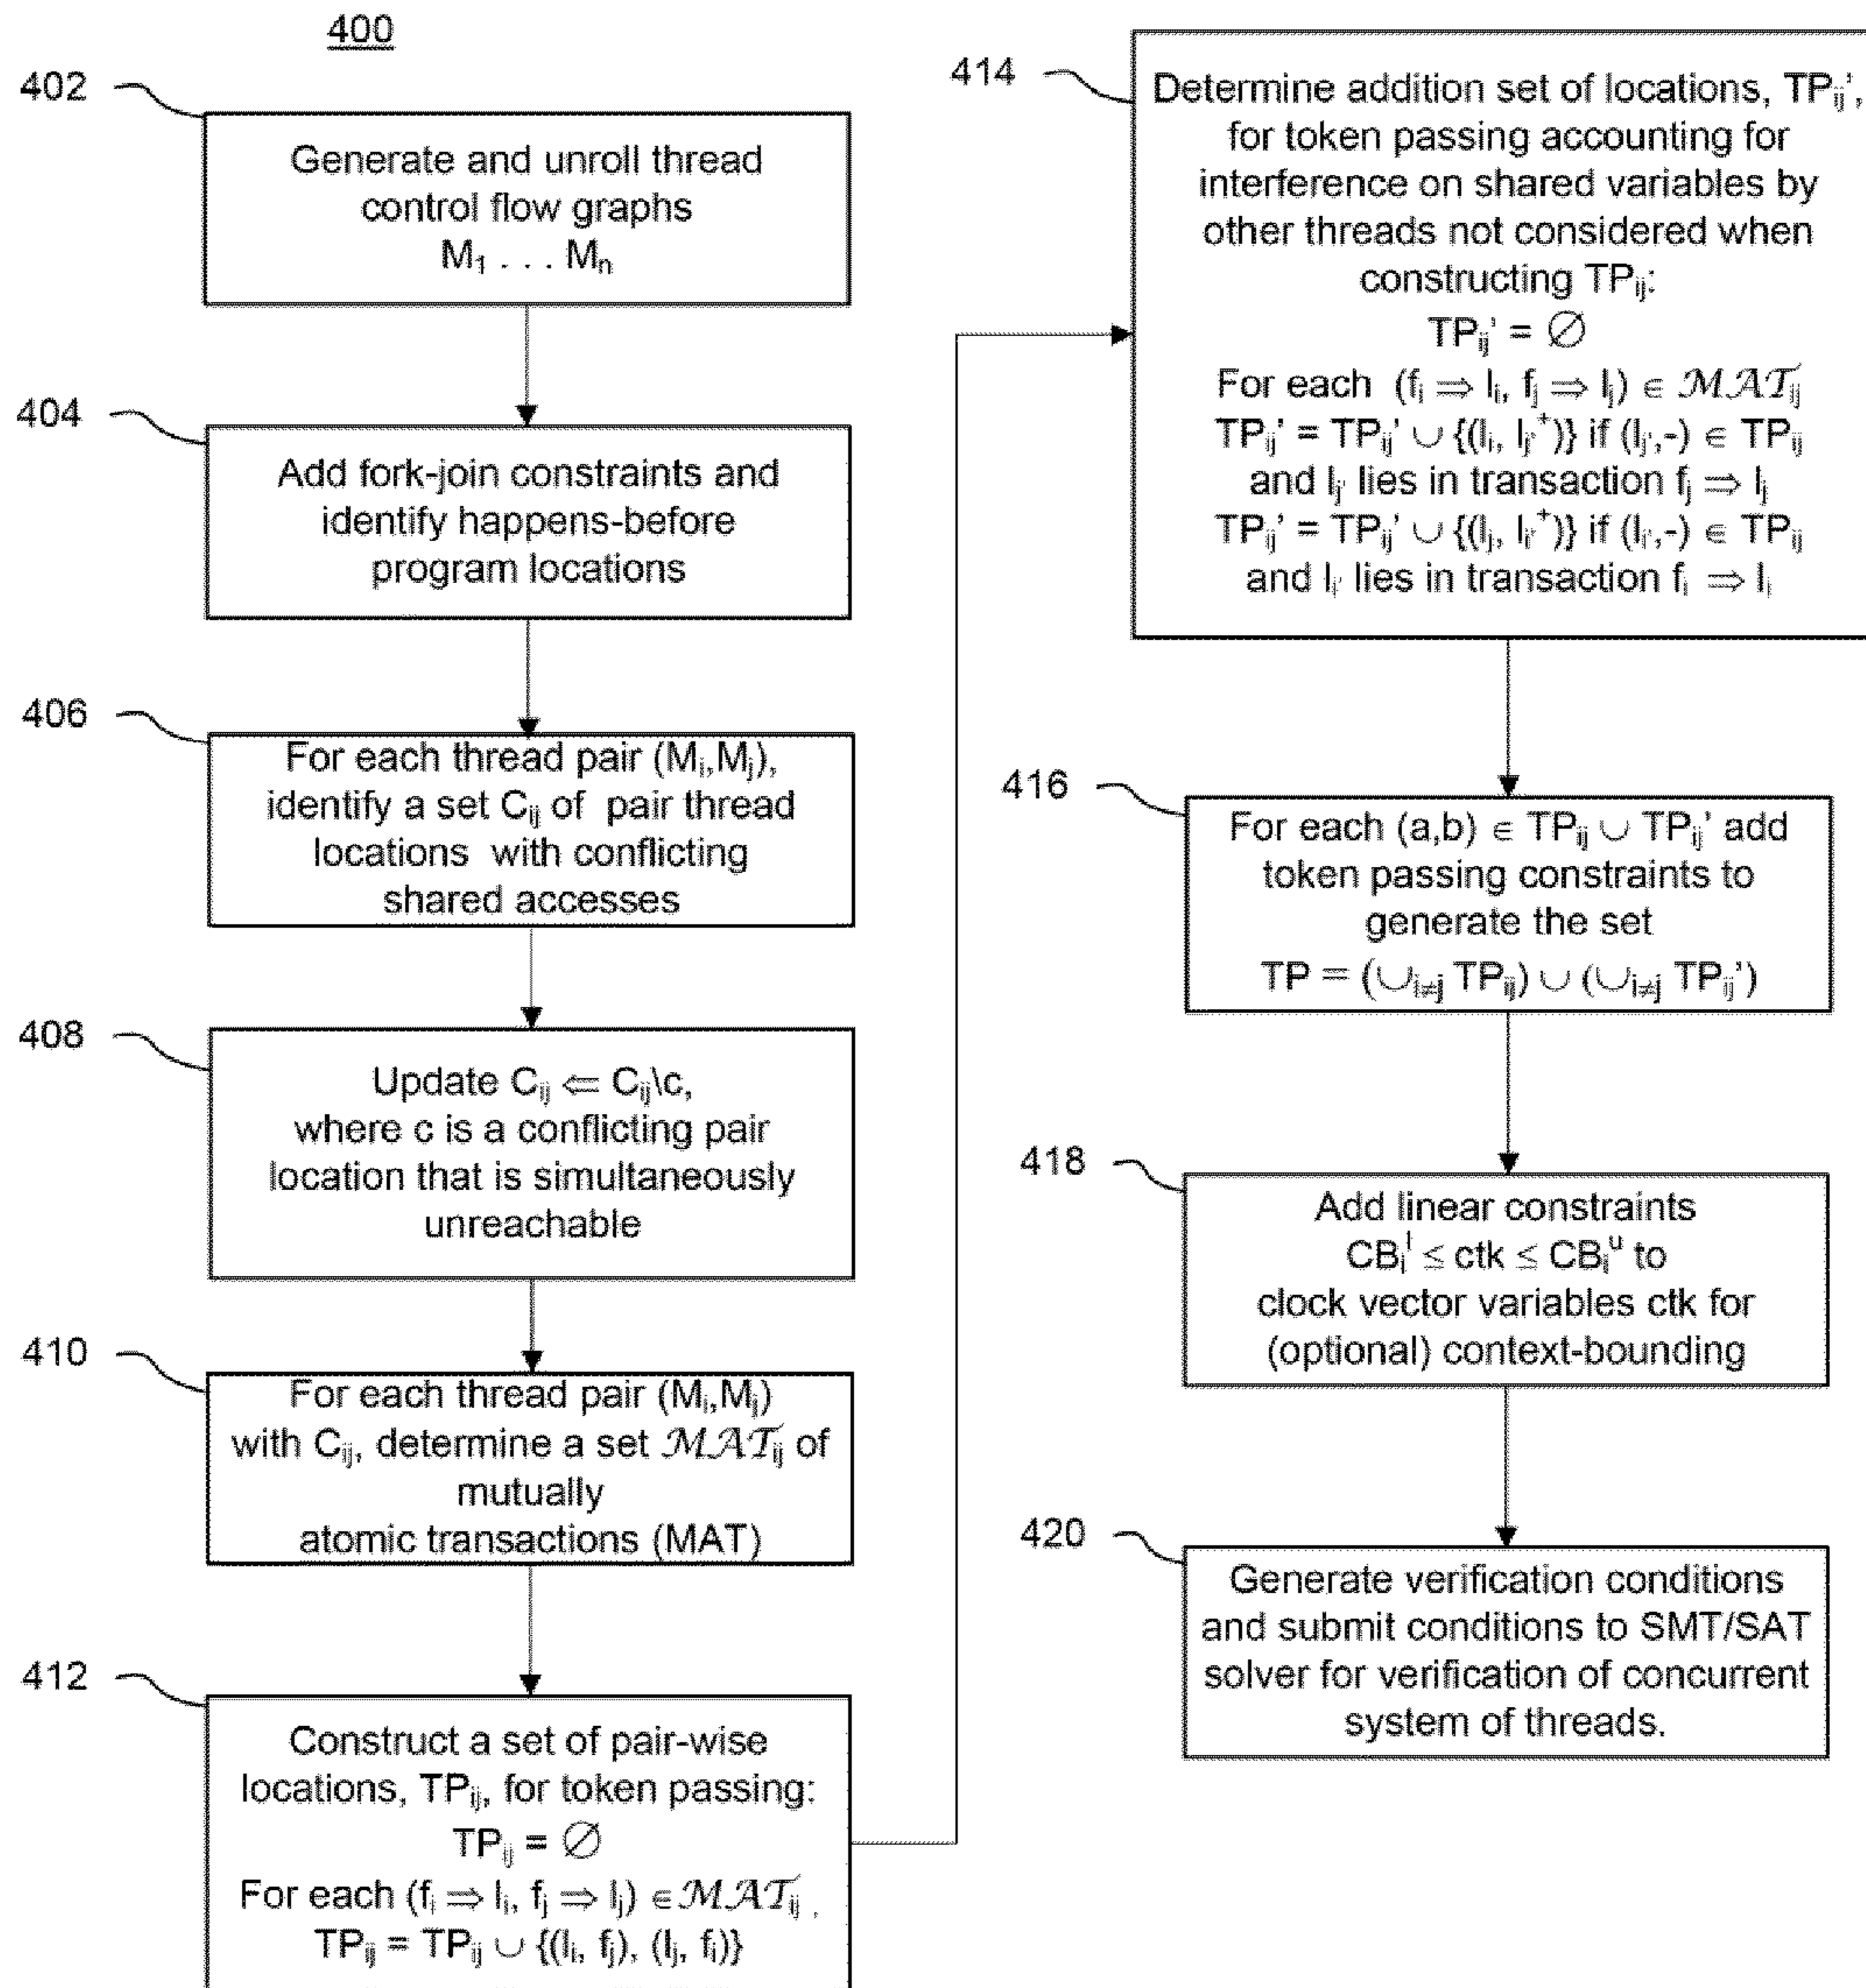 400
402
Generate and unroll thread
control flow graphs
M₁ . . . Mₙ
404
Add fork-join constraints and
identify happens-before
program locations
406
For each thread pair (Mᵢ,Mⱼ),
identify a set Cᵢⱼ of pair thread
locations with conflicting
shared accesses
408
Update Cᵢⱼ ⇐ Cᵢⱼ\c,
where c is a conflicting pair
location that is simultaneously
unreachable
410
For each thread pair (Mᵢ,Mⱼ)
with Cᵢⱼ, determine a set 𝓜𝓐𝓣ᵢⱼ of
mutually
atomic transactions (MAT)
412
Construct a set of pair-wise
locations, TPᵢⱼ, for token passing:
TPᵢⱼ = ∅
For each (fᵢ ⇒ lᵢ, fⱼ ⇒ lⱼ) ∈ 𝓜𝓐𝓣ᵢⱼ ,
TPᵢⱼ = TPᵢⱼ ∪ {(lᵢ, fⱼ), (lⱼ, fᵢ)}
414
Determine addition set of locations, TPᵢⱼ’,
for token passing accounting for
interference on shared variables by
other threads not considered when
constructing TPᵢⱼ:
TPᵢⱼ’ = ∅
For each (fᵢ ⇒ lᵢ, fⱼ ⇒ lⱼ) ∈ 𝓜𝓐𝓣ᵢⱼ
TPᵢⱼ’ = TPᵢⱼ’ ∪ {(lᵢ, lⱼ'⁺)} if (lⱼ',-) ∈ TPᵢⱼ
and lⱼ' lies in transaction fⱼ ⇒ lⱼ
TPᵢⱼ’ = TPᵢⱼ’ ∪ {(lⱼ, lᵢ'⁺)} if (lᵢ',-) ∈ TPᵢⱼ
and lᵢ' lies in transaction fᵢ ⇒ lᵢ
416
For each (a,b) ∈ TPᵢⱼ ∪ TPᵢⱼ’ add
token passing constraints to
generate the set
TP = (∪ᵢ≠ⱼ TPᵢⱼ) ∪ (∪ᵢ≠ⱼ TPᵢⱼ’)
418
Add linear constraints
CBᵢˡ ≤ ctk ≤ CBᵢᵘ to
clock vector variables ctk for
(optional) context-bounding
420
Generate verification conditions
and submit conditions to SMT/SAT
solver for verification of concurrent
system of threads.